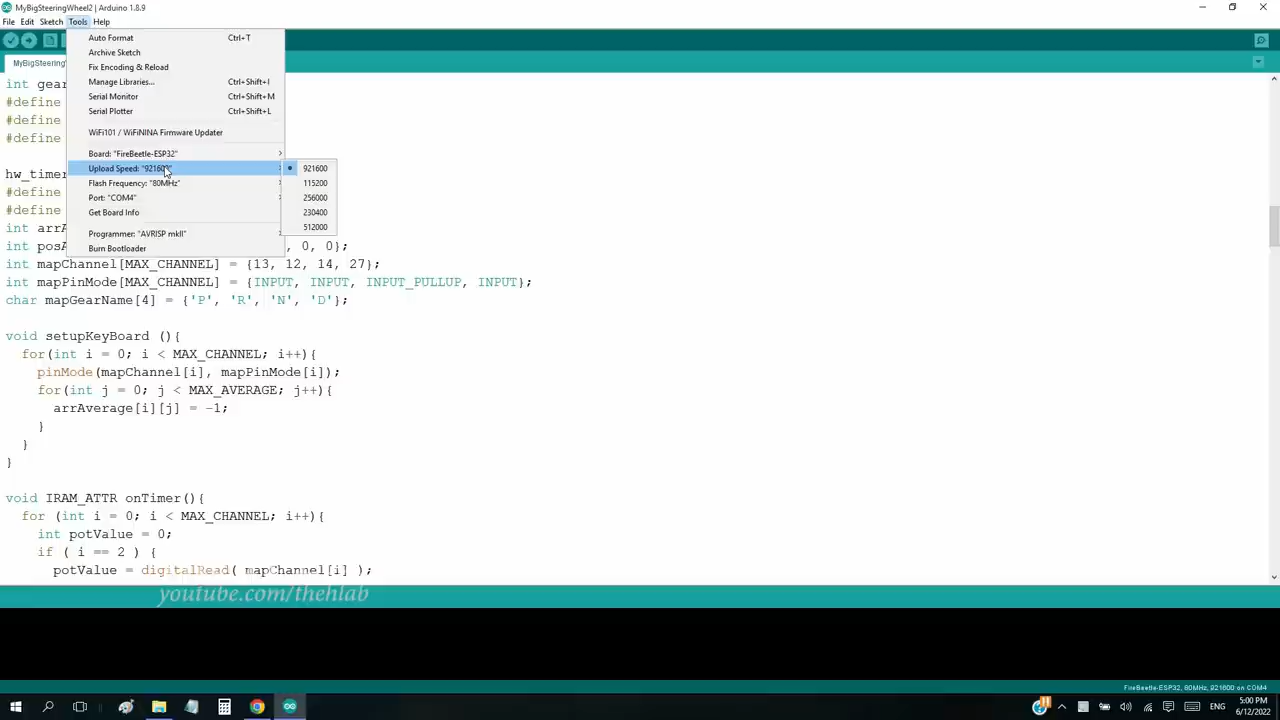 MyBigSteeringWheel2 | Arduino 1.8.9
File Edit Sketch Tools Help
MyBigSteering
Auto Format Ctrl+T
Archive Sketch
Fix Encoding & Reload
Manage Libraries... Ctrl+Shift+I
Serial Monitor Ctrl+Shift+M
Serial Plotter Ctrl+Shift+L
WiFi101 / WiFiNINA Firmware Updater
Board: "FireBeetle-ESP32"
Upload Speed: "921600"
Flash Frequency: "80MHz"
Port: "COM4"
Get Board Info
Programmer: "AVRISP mkII"
Burn Bootloader
921600
115200
256000
230400
512000
int gear
#define
#define
#define
hw_timer
#define
#define
int arrA
int posA , 0, 0};
int mapChannel[MAX_CHANNEL] = {13, 12, 14, 27};
int mapPinMode[MAX_CHANNEL] = {INPUT, INPUT, INPUT_PULLUP, INPUT};
char mapGearName[4] = {'P', 'R', 'N', 'D'};
void setupKeyBoard (){
for(int i = 0; i < MAX_CHANNEL; i++){
pinMode(mapChannel[i], mapPinMode[i]);
for(int j = 0; j < MAX_AVERAGE; j++){
arrAverage[i][j] = -1;
}
}
}
void IRAM_ATTR onTimer(){
for (int i = 0; i < MAX_CHANNEL; i++){
int potValue = 0;
if ( i == 2 ) {
potValue = digitalRead( mapChannel[i] );
youtube.com/thehlab
FireBeetle-ESP32, 80MHz, 921600 on COM4
ENG
5:00 PM
6/12/2022